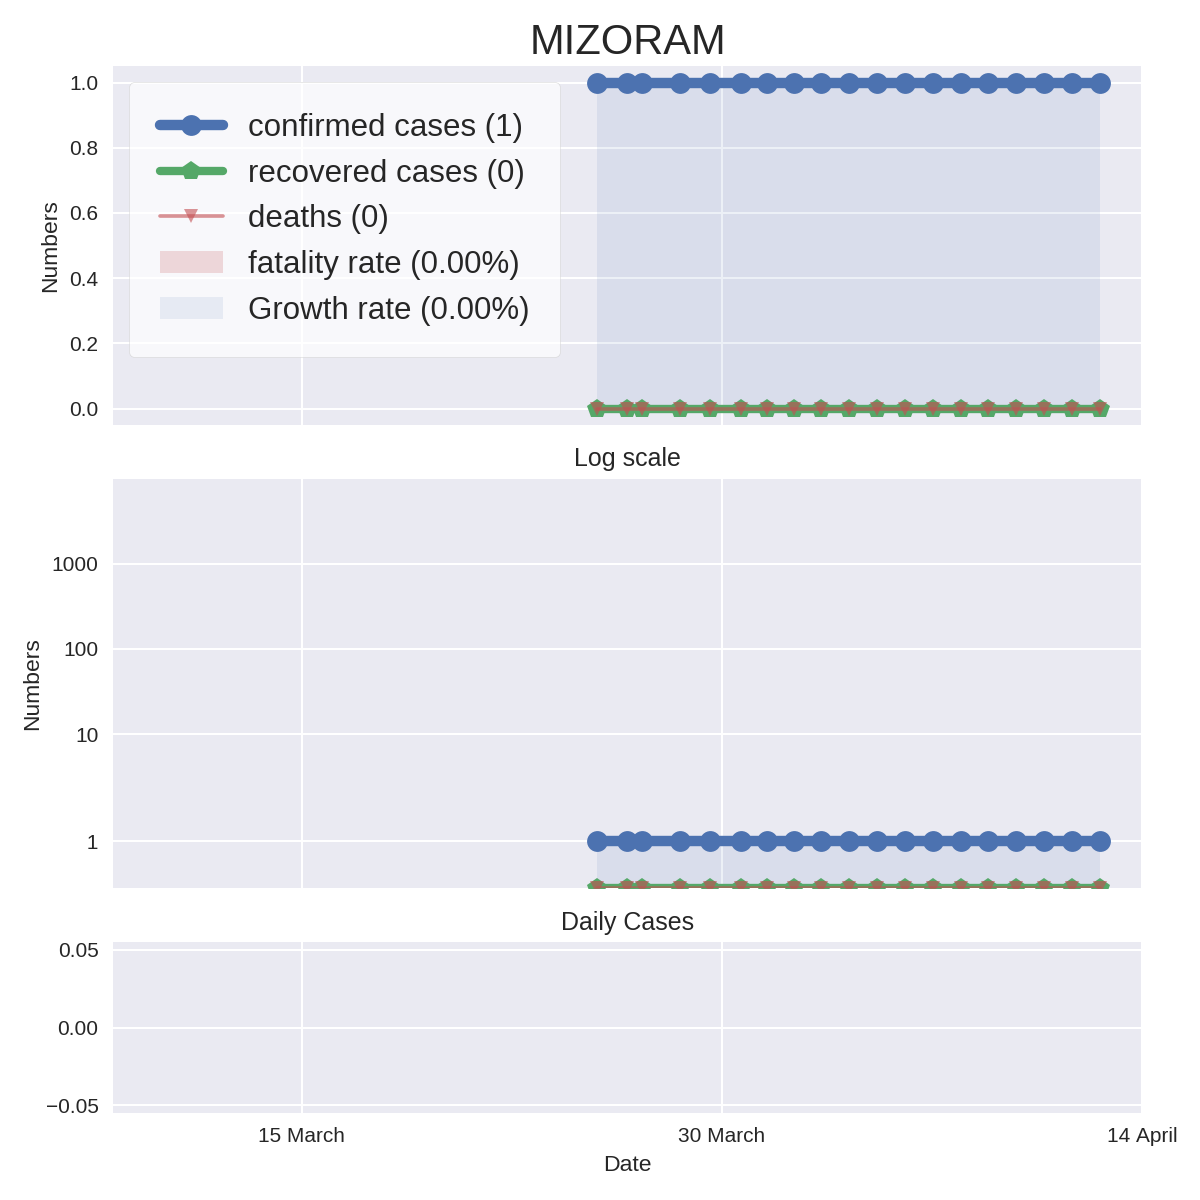 MIZORAM
1.0
0.8
0.6
0.4
0.2
0.0
Numbers
confirmed cases (1)
recovered cases (0)
deaths (0)
fatality rate (0.00%)
Growth rate (0.00%)
Log scale
1000
100
10
1
Numbers
Daily Cases
0.05
0.00
−0.05
15 March
30 March
14 April
Date